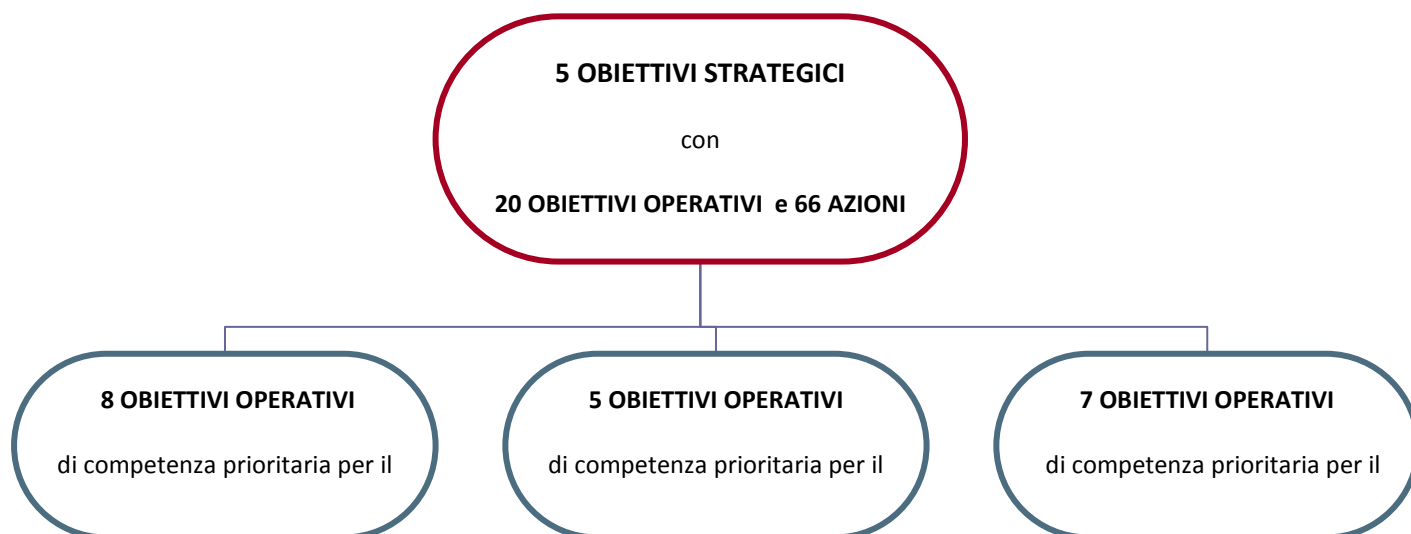 5 OBIETTIVI STRATEGICI
con
20 OBIETTIVI OPERATIVI e 66 AZIONI
8 OBIETTIVI OPERATIVI
di competenza prioritaria per il
5 OBIETTIVI OPERATIVI
di competenza prioritaria per il
7 OBIETTIVI OPERATIVI
di competenza prioritaria per il